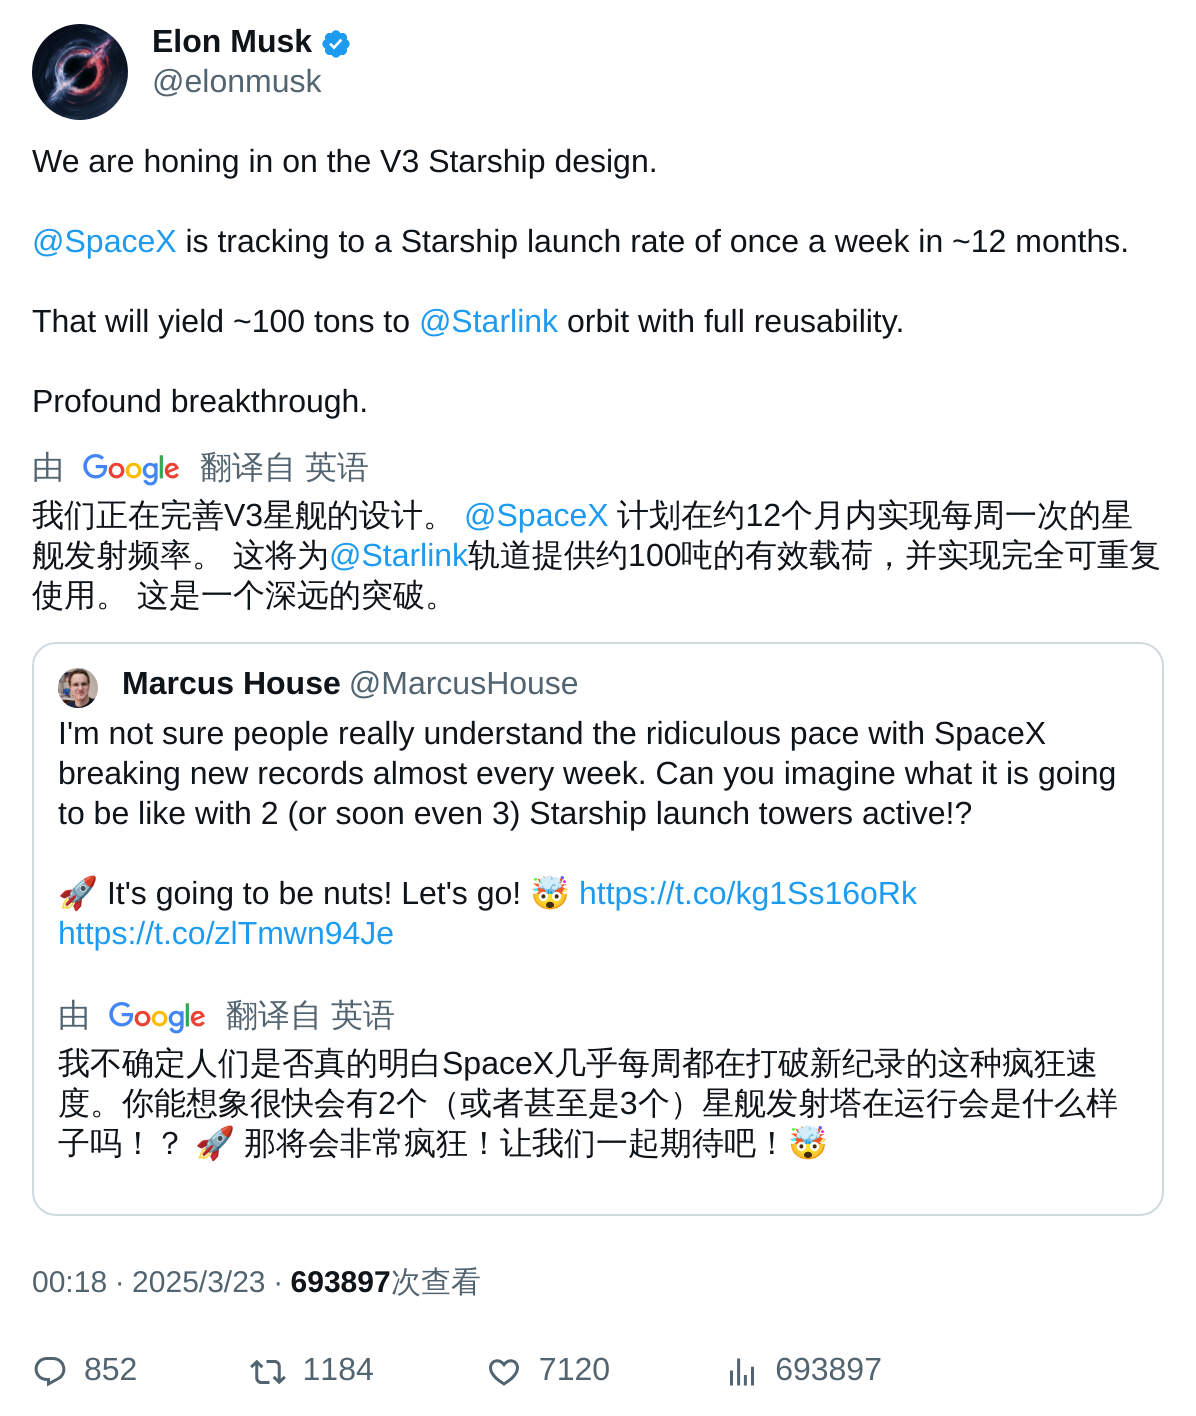 Elon Musk
@elonmusk
We are honing in on the V3 Starship design.
@SpaceX is tracking to a Starship launch rate of once a week in ~12 months.
That will yield ~100 tons to @Starlink orbit with full reusability.
Profound breakthrough.
由 Google 翻译自 英语
我们正在完善V3星舰的设计。 @SpaceX 计划在约12个月内实现每周一次的星
舰发射频率。 这将为@Starlink轨道提供约100吨的有效载荷，并实现完全可重复
使用。 这是一个深远的突破。
Marcus House @MarcusHouse
I'm not sure people really understand the ridiculous pace with SpaceX
breaking new records almost every week. Can you imagine what it is going
to be like with 2 (or soon even 3) Starship launch towers active!?
🚀 It's going to be nuts! Let's go! 🤯 https://t.co/kg1Ss16oRk
https://t.co/zlTmwn94Je
由 Google 翻译自 英语
我不确定人们是否真的明白SpaceX几乎每周都在打破新纪录的这种疯狂速
度。你能想象很快会有2个（或者甚至是3个）星舰发射塔在运行会是什么样
子吗！？ 🚀 那将会非常疯狂！让我们一起期待吧！🤯
00:18 · 2025/3/23 · 693897次查看
852 1184 7120 693897